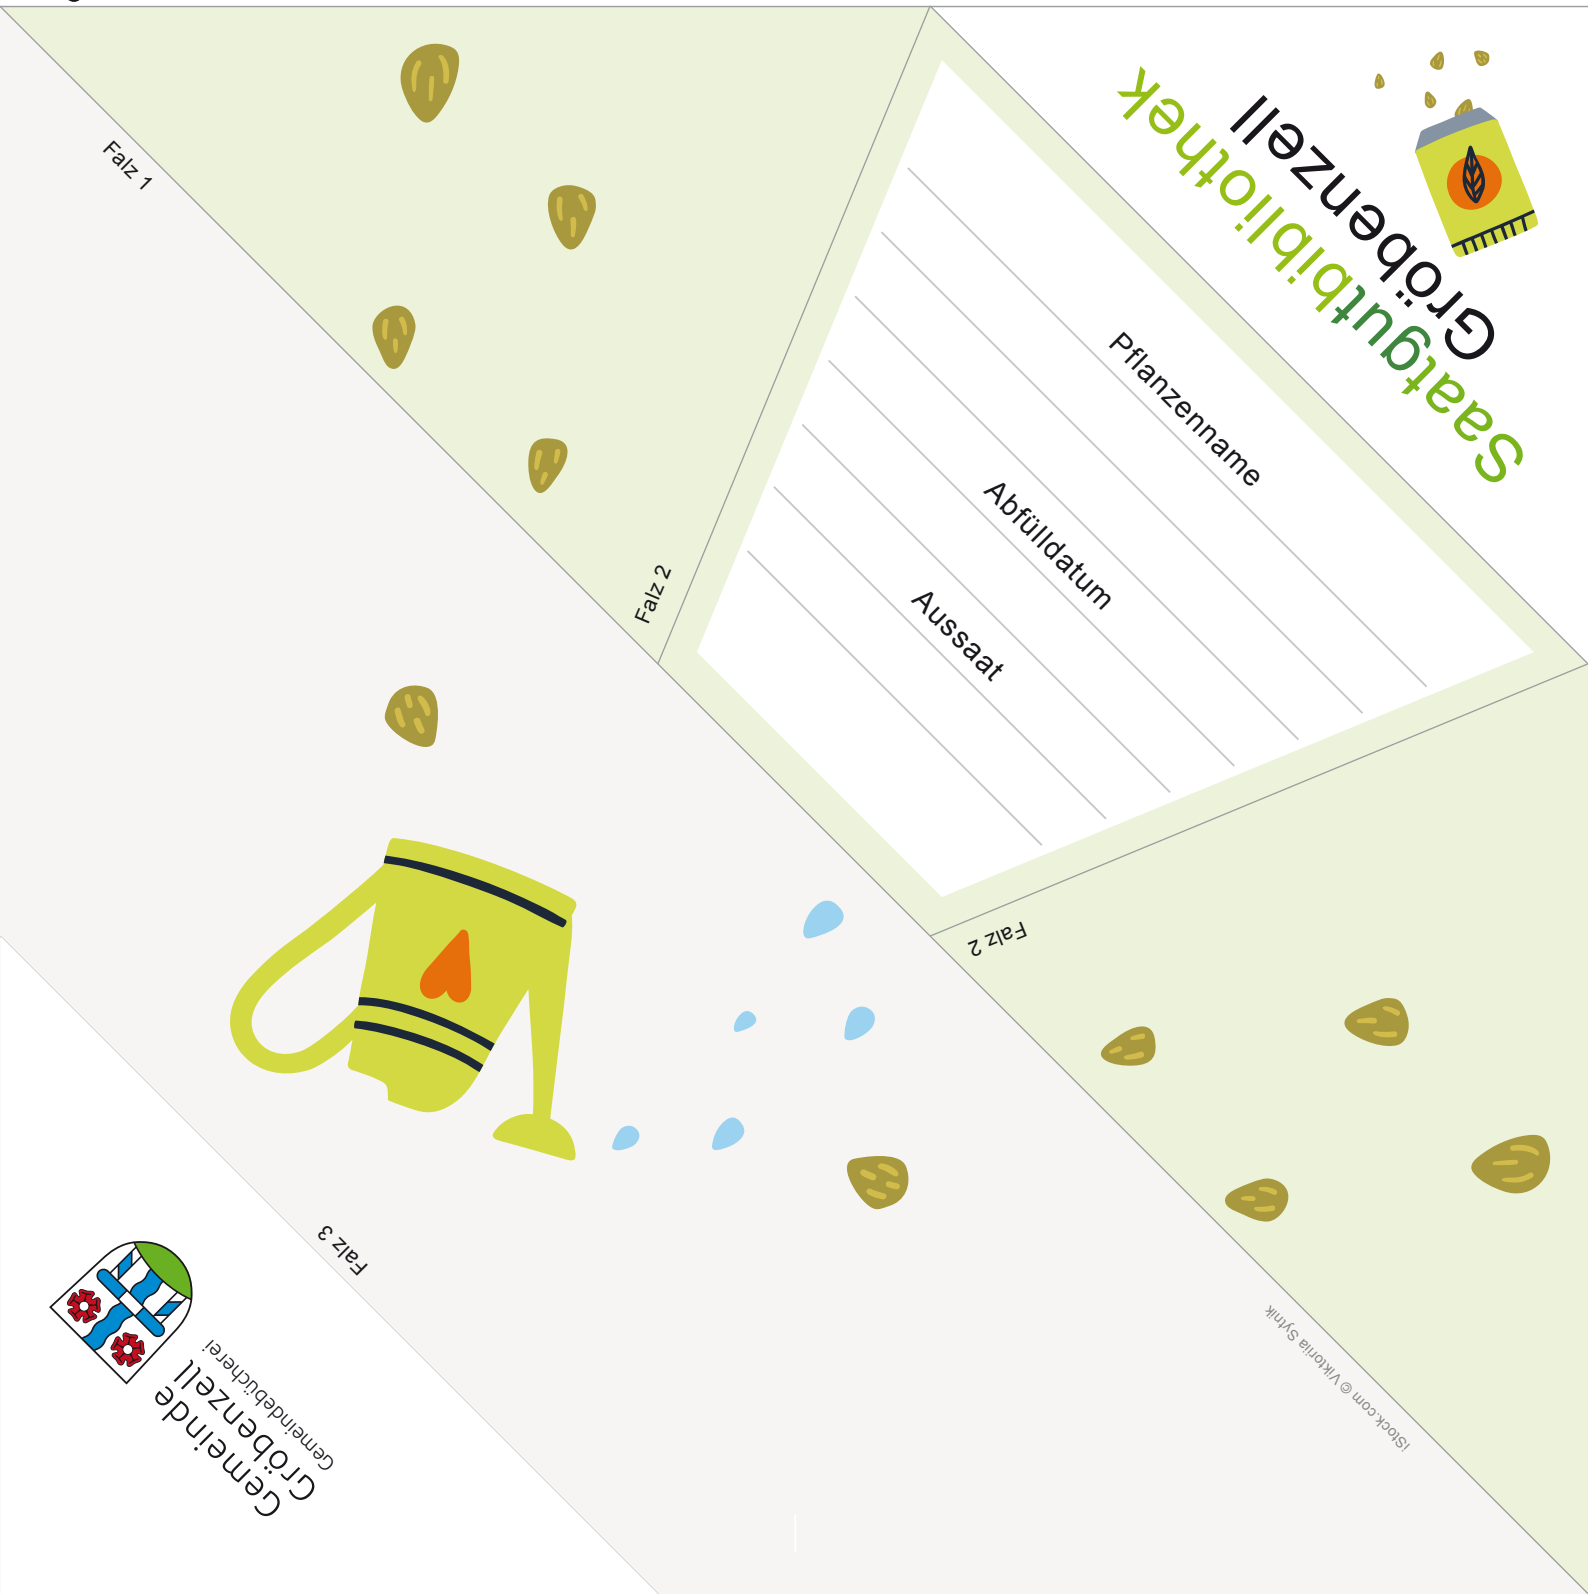 Falz 1
Falz 2
Saatgutbibliothek
Gröbenzell
Pflanzenname
Abfülldatum
Aussaat
Falz 2
Falz 3
Gemeinde
Gröbenzell
Gemeindebücherei
iStock.com © Viktoriia Sytnik